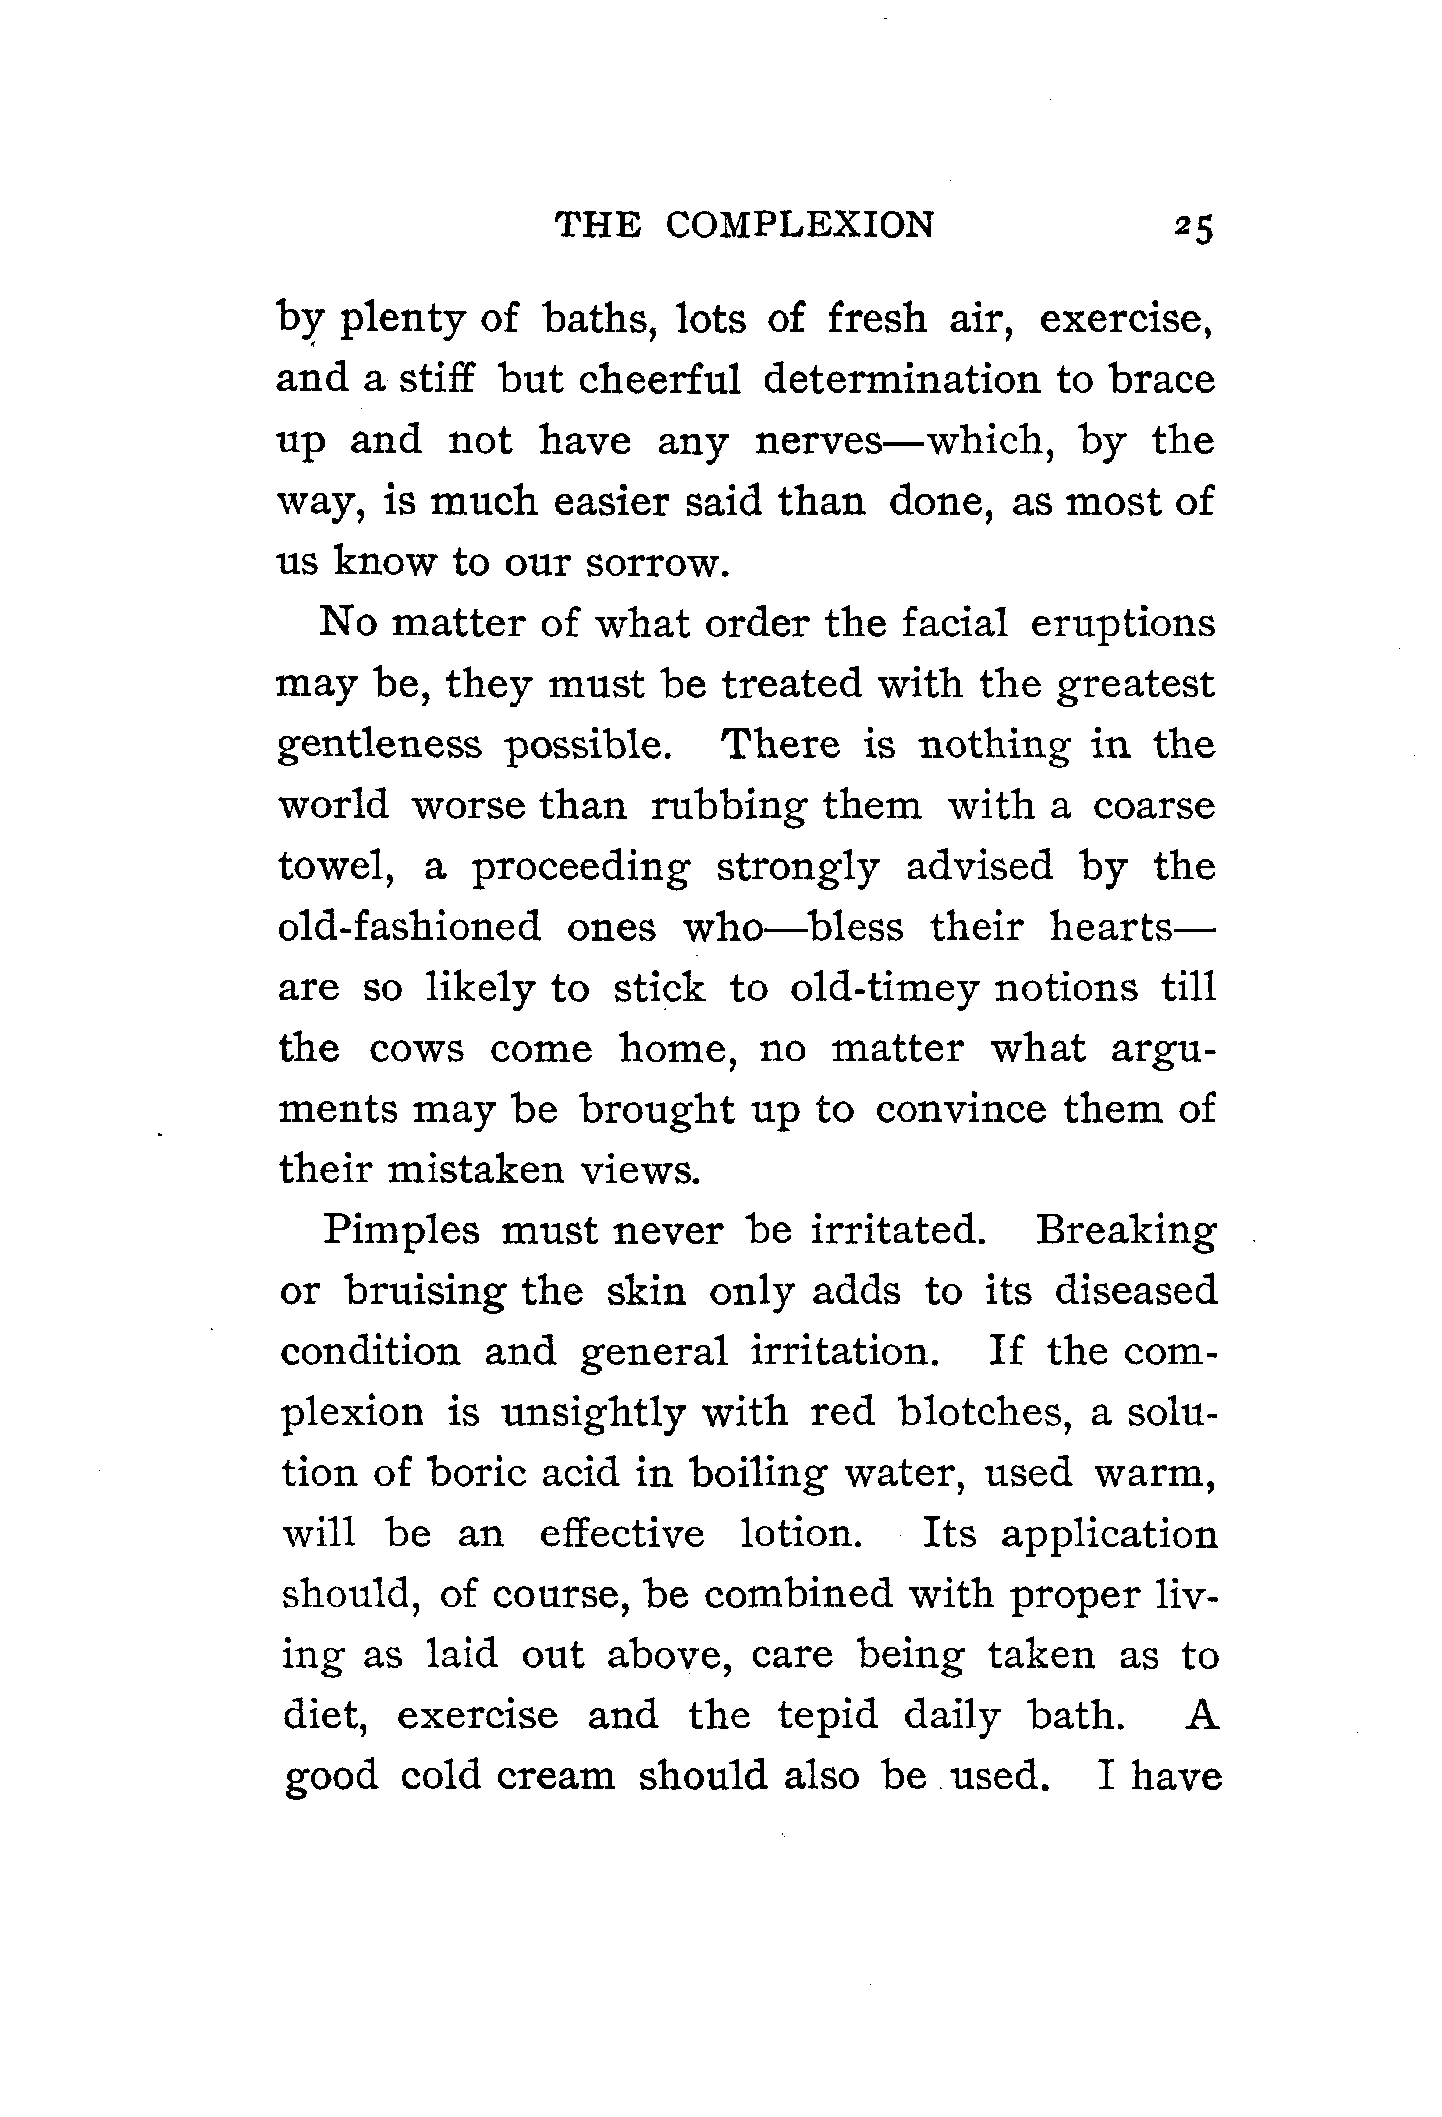 THE COMPLEXION 25
by plenty of baths, lots of fresh air, exercise,
and a stiff but cheerful determination to brace
up and not have any nerves—which, by the
way, is much easier said than done, as most of
us know to our sorrow.
No matter of what order the facial eruptions
may be, they must be treated with the greatest
gentleness possible. There is nothing in the
world worse than rubbing them with a coarse
towel, a proceeding strongly advised by the
old-fashioned ones who—bless their hearts—
are so likely to stick to old-timey notions till
the cows come home, no matter what argu-
ments may be brought up to convince them of
their mistaken views.
Pimples must never be irritated. Breaking
or bruising the skin only adds to its diseased
condition and general irritation. If the com-
plexion is unsightly with red blotches, a solu-
tion of boric acid in boiling water, used warm,
will be an effective lotion. Its application
should, of course, be combined with proper liv-
ing as laid out above, care being taken as to
diet, exercise and the tepid daily bath. A
good cold cream should also be used. I have